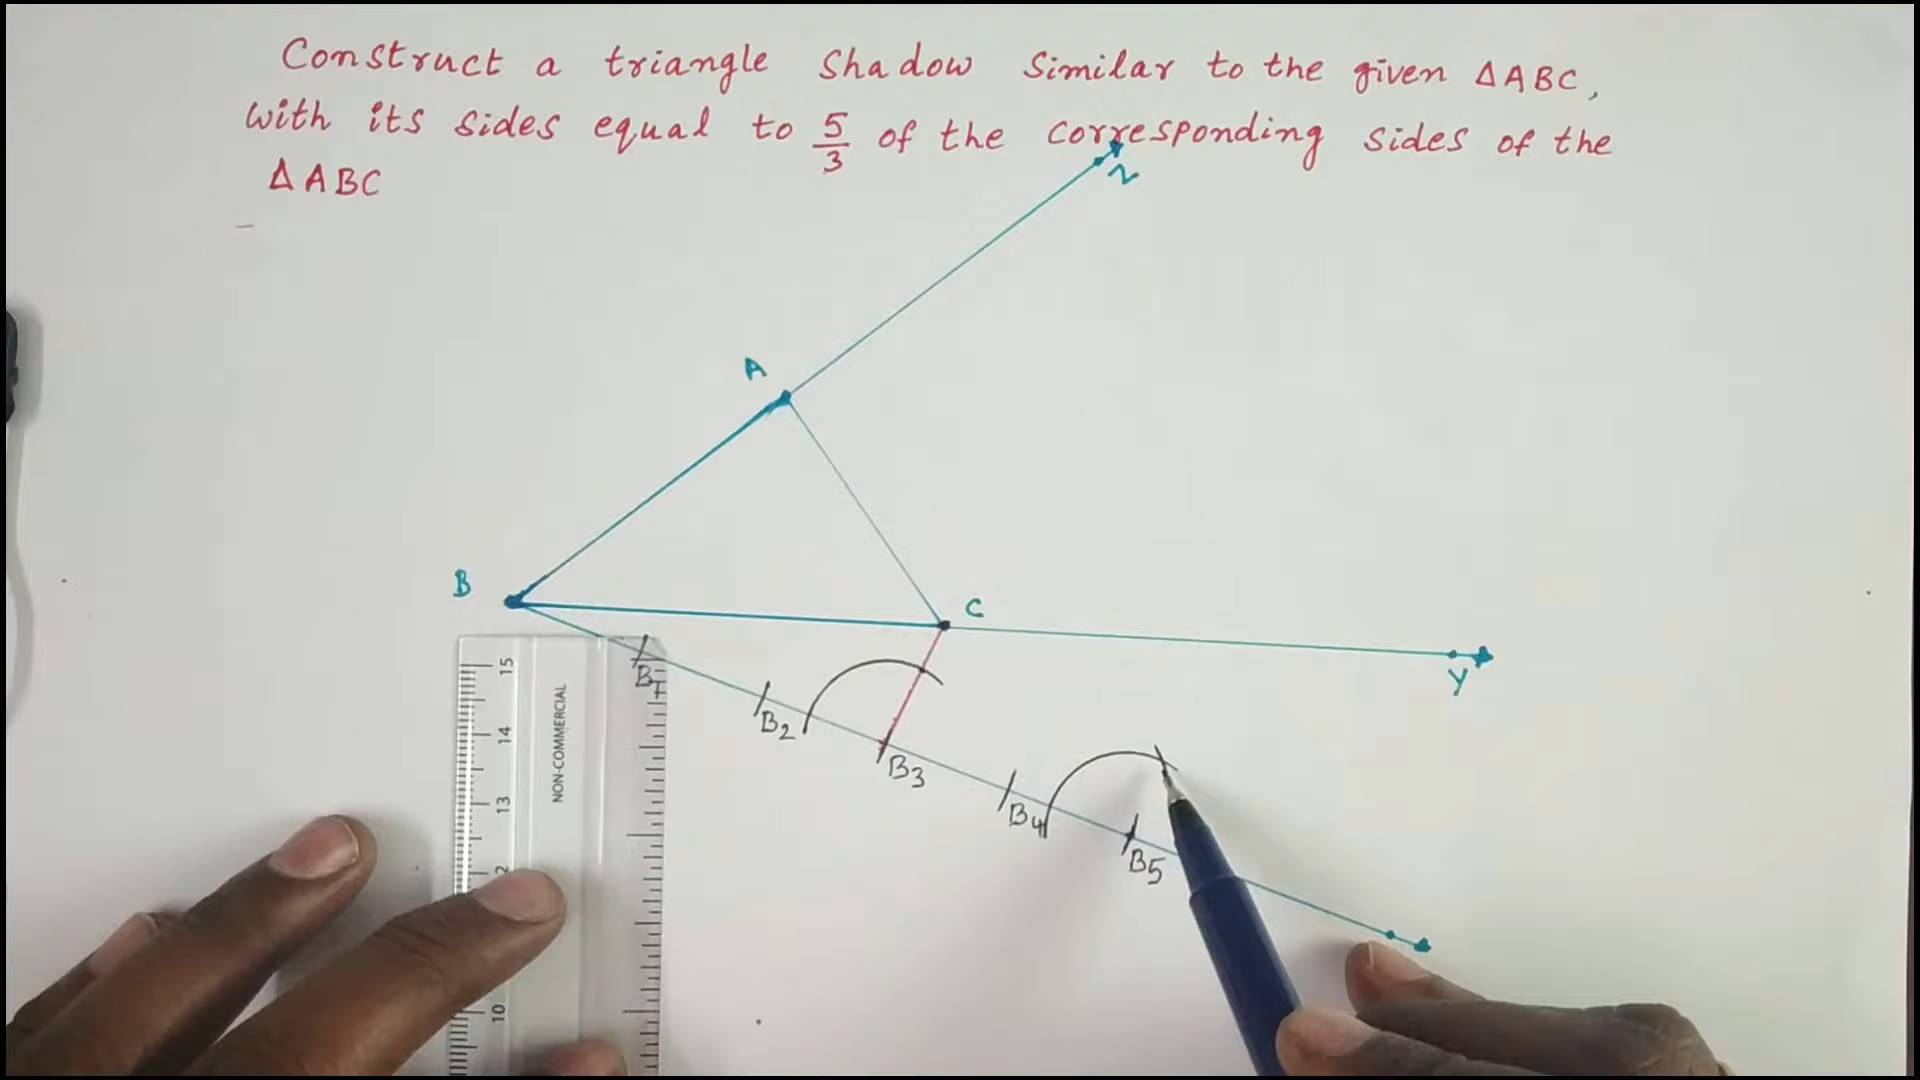 Construct a triangle shadow similar to the given ΔABC,
with its sides equal to 5/3 of the corresponding sides of the
ΔABC
A
B
C
Y
B2
B3
B4
B5
15
14
13
10
NON-COMMERCIAL